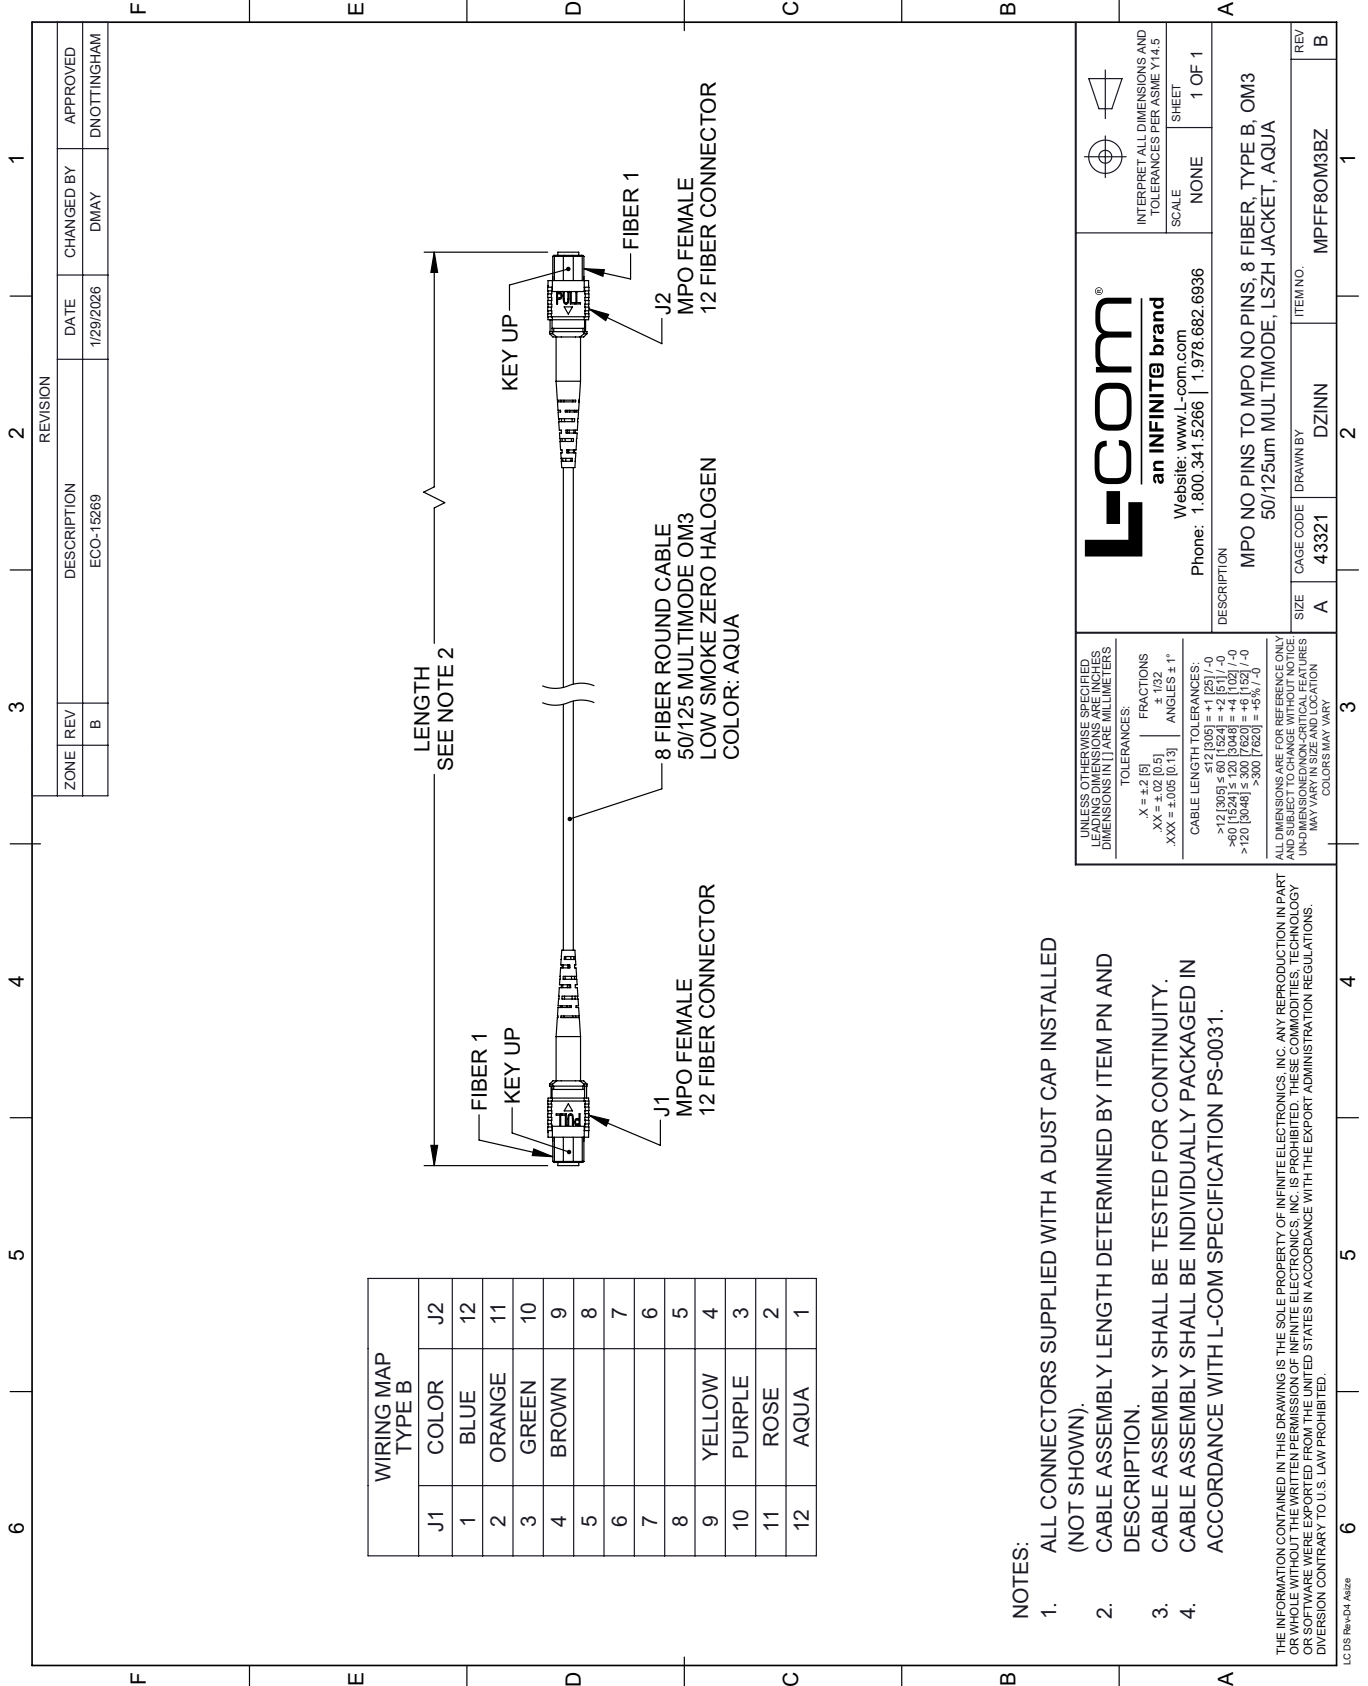 REVISION
ZONE REV DESCRIPTION DATE CHANGED BY APPROVED
B ECO-15269 1/29/2026 DMAY DNOTTINGHAM
6 5 4 3 2 1
F
E
D
C
B
A
WIRING MAP
TYPE B
J1 COLOR J2
1 BLUE 12
2 ORANGE 11
3 GREEN 10
4 BROWN 9
5 8
6 7
7 6
8 5
9 YELLOW 4
10 PURPLE 3
11 ROSE 2
12 AQUA 1
LENGTH
SEE NOTE 2
FIBER 1
KEY UP
PULL
J1
MPO FEMALE
12 FIBER CONNECTOR
8 FIBER ROUND CABLE
50/125 MULTIMODE OM3
LOW SMOKE ZERO HALOGEN
COLOR: AQUA
KEY UP
PULL
FIBER 1
J2
MPO FEMALE
12 FIBER CONNECTOR
NOTES:
1. ALL CONNECTORS SUPPLIED WITH A DUST CAP INSTALLED
(NOT SHOWN).
2. CABLE ASSEMBLY LENGTH DETERMINED BY ITEM PN AND
DESCRIPTION.
3. CABLE ASSEMBLY SHALL BE TESTED FOR CONTINUITY.
4. CABLE ASSEMBLY SHALL BE INDIVIDUALLY PACKAGED IN
ACCORDANCE WITH L-COM SPECIFICATION PS-0031.
THE INFORMATION CONTAINED IN THIS DRAWING IS THE SOLE PROPERTY OF INFINITE ELECTRONICS, INC. ANY REPRODUCTION IN PART
OR WHOLE WITHOUT THE WRITTEN PERMISSION OF INFINITE ELECTRONICS, INC. IS PROHIBITED. THESE COMMODITIES, TECHNOLOGY
OR SOFTWARE WERE EXPORTED FROM THE UNITED STATES IN ACCORDANCE WITH THE EXPORT ADMINISTRATION REGULATIONS.
DIVERSION CONTRARY TO U.S. LAW PROHIBITED.
UNLESS OTHERWISE SPECIFIED
LEADING DIMENSIONS ARE INCHES
DIMENSIONS IN [ ] ARE MILLIMETERS
TOLERANCES:
.X = ±.2 [5] FRACTIONS
.XX = ±.02 [0.5] ± 1/32
.XXX = ±.005 [0.13] ANGLES ± 1°
CABLE LENGTH TOLERANCES:
≤12 [305] = +1 [25] / -0
>12 [305] ≤ 60 [1524] = +2 [51] / -0
>60 [1524] ≤ 120 [3048] = +4 [102] / -0
>120 [3048] ≤ 300 [7620] = +6 [152] / -0
>300 [7620] = +5% / -0
ALL DIMENSIONS ARE FOR REFERENCE ONLY
AND SUBJECT TO CHANGE WITHOUT NOTICE.
UN-DIMENSIONED/NON-CRITICAL FEATURES
MAY VARY IN SIZE AND LOCATION
COLORS MAY VARY
L-com®
an INFINIT@ brand
Website: www.L-com.com
Phone: 1.800.341.5266 | 1.978.682.6936
INTERPRET ALL DIMENSIONS AND
TOLERANCES PER ASME Y14.5
SCALE SHEET
NONE 1 OF 1
DESCRIPTION
MPO NO PINS TO MPO NO PINS, 8 FIBER, TYPE B, OM3
50/125um MULTIMODE, LSZH JACKET, AQUA
SIZE CAGE CODE DRAWN BY ITEM NO. REV
A 43321 DZINN MPFF8OM3BZ B
F
E
D
C
B
A
6 5 4 3 2 1
LC DS Rev-D4 Asize